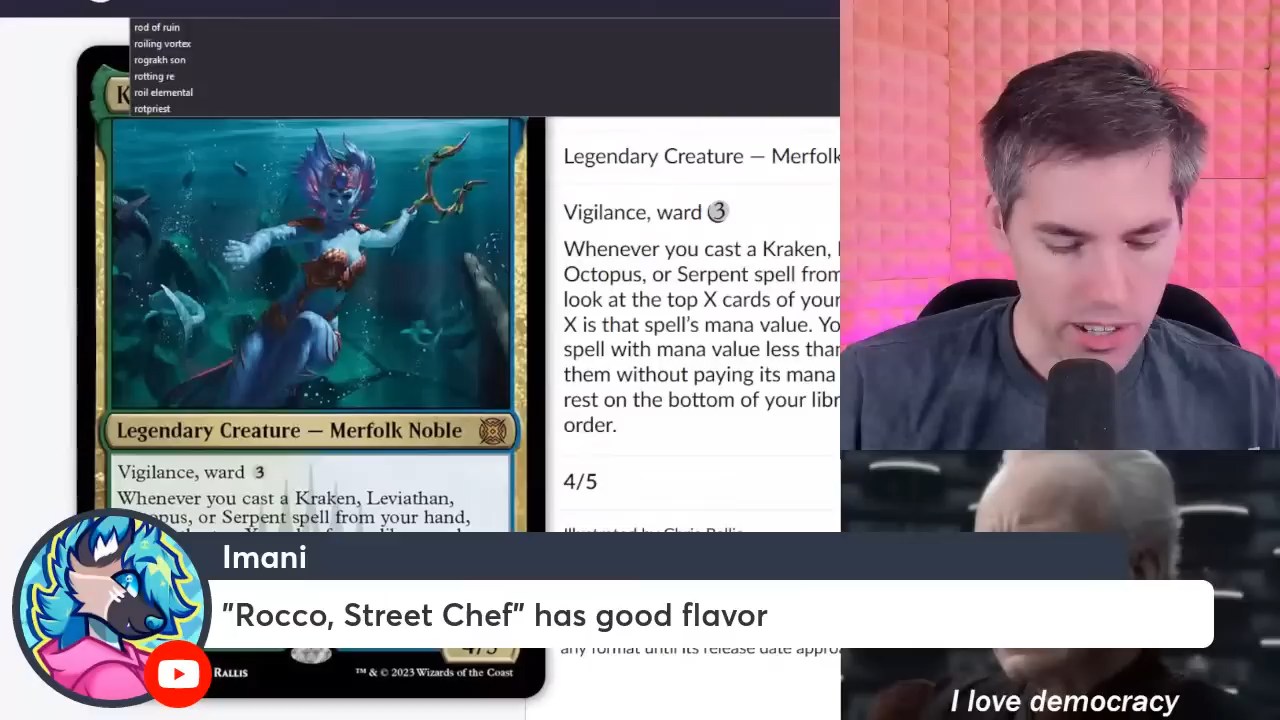 rod of ruin
roiling vortex
rograkh son
rotting re
roil elemental
rotpriest
K
Legendary Creature — Merfolk Noble
Vigilance, ward 3
Whenever you cast a Kraken, Leviathan,
opus, or Serpent spell from your hand,
RALLIS
™ & © 2023 Wizards of the Coast
Legendary Creature — Merfolk
Vigilance, ward 3
Whenever you cast a Kraken,
Octopus, or Serpent spell from
look at the top X cards of your
X is that spell's mana value. Yo
spell with mana value less than
them without paying its mana
rest on the bottom of your libr
order.
4/5
Illustrated by Chris Rallis
any format until its release date appro
Imani
"Rocco, Street Chef" has good flavor
I love democracy